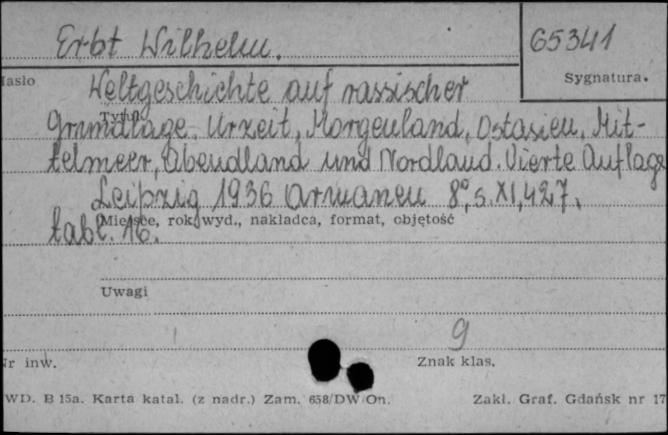 Erbt Wilhelm.
65341
Hasło
Sygnatura.
Weltgeschichte auf rassischer
Tytuł
Grundlage. Urzeit, Morgenland, Ostasien, Mit-
telmeer, Abendland und Nordland. Vierte Auflage
Leipzig 1936 Armanen 8°, s. XI, 427,
Miejsce, rok wyd., nakładca, format, objętość
tabl. 16.
Uwagi
9
Nr inw.
Znak klas.
WD. B 15a. Karta katal. (z nadr.) Zam. 658/DW/On.
Zakł. Graf. Gdańsk nr 17